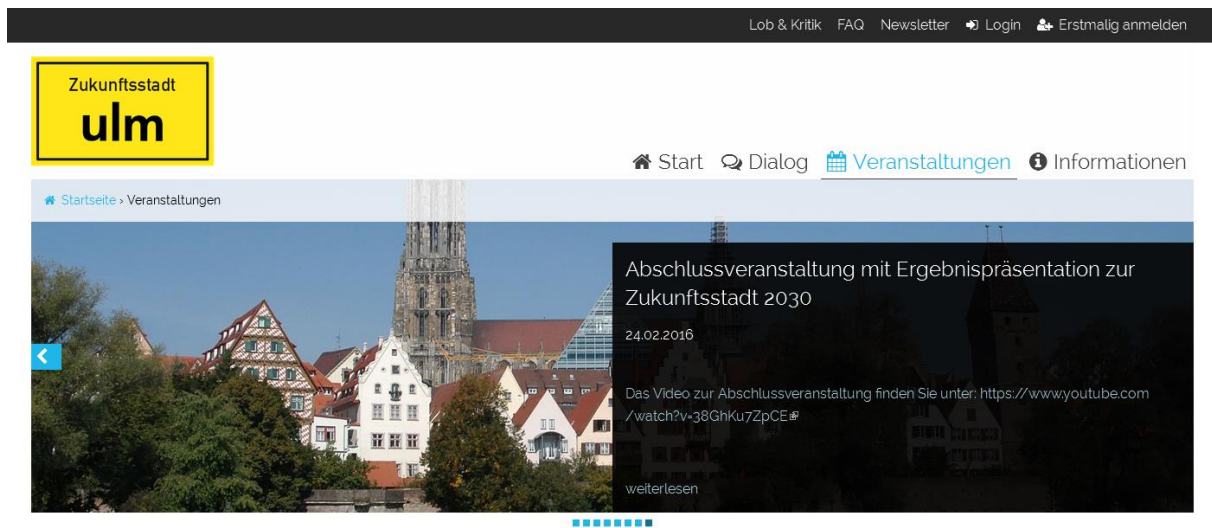 Lob & Kritik FAQ Newsletter Login Erstmalig anmelden
Zukunftsstadt
ulm
Start Dialog Veranstaltungen Informationen
Startseite › Veranstaltungen
Abschlussveranstaltung mit Ergebnispräsentation zur
Zukunftsstadt 2030
24.02.2016
Das Video zur Abschlussveranstaltung finden Sie unter: https://www.youtube.com
/watch?v=38GhKu7ZpCE
weiterlesen